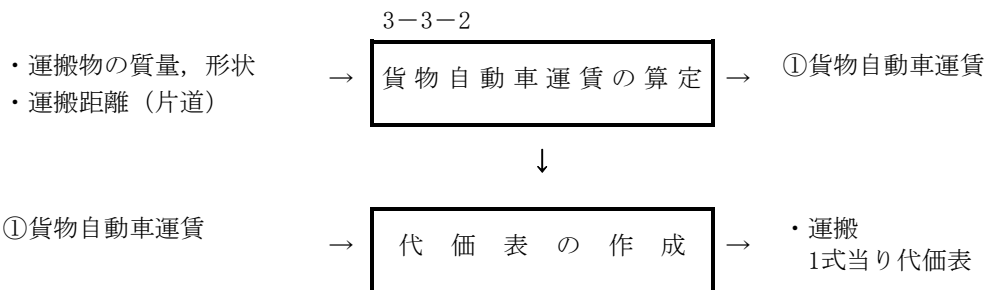 3－3－2
・運搬物の質量，形状
・運搬距離（片道）
→
貨物自動車運賃の算定
→
①貨物自動車運賃
↓
①貨物自動車運賃
→
代価表の作成
→
・運搬
1式当り代価表